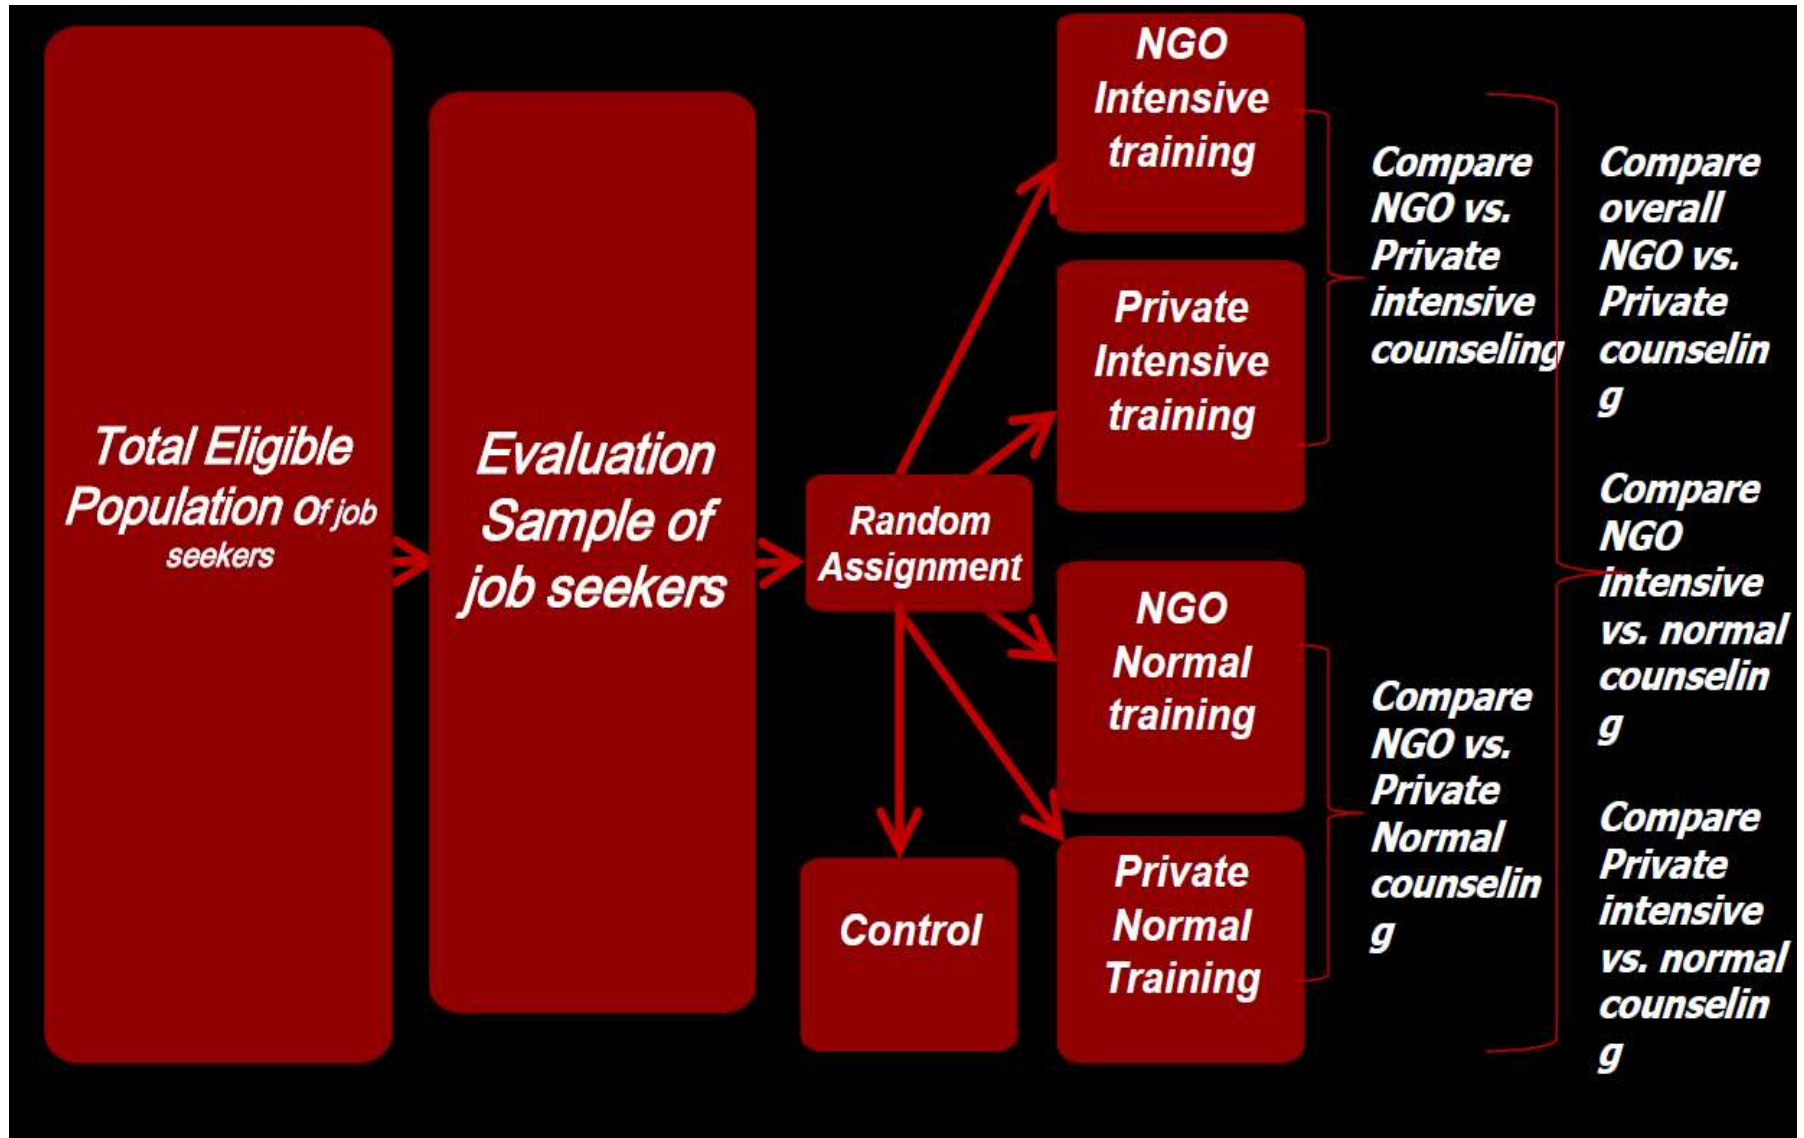 Total Eligible
Population of job
seekers
Evaluation
Sample of
job seekers
Random
Assignment
Control
NGO
Intensive
training
Private
Intensive
training
NGO
Normal
training
Private
Normal
Training
Compare
NGO vs.
Private
intensive
counseling
Compare
NGO vs.
Private
Normal
counselin
g
Compare
overall
NGO vs.
Private
counselin
g
Compare
NGO
intensive
vs. normal
counselin
g
Compare
Private
intensive
vs. normal
counselin
g